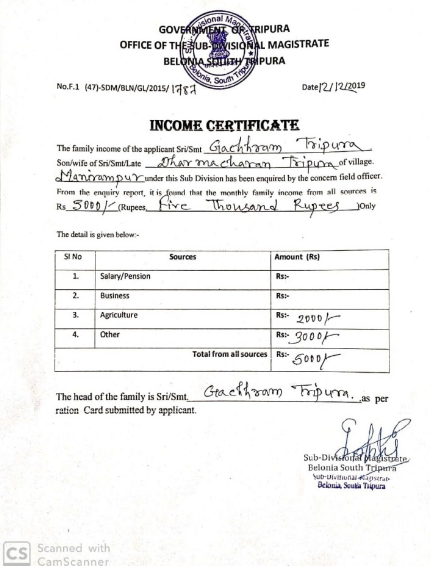 GOVERNMENT OF TRIPURA
OFFICE OF THE SUB-DIVISIONAL MAGISTRATE
BELONIA SOUTH TRIPURA
No.F.1 (47)-SDM/BLN/GL/2015/ 1787 Date 12/12/2019
INCOME CERTIFICATE
The family income of the applicant Sri/Smt Gachhram Tripura
Son/wife of Sri/Smt/Late Dharmacharan Tripura of village.
Manirampur under this Sub Division has been enquired by the concern field officer.
From the enquiry report, it is found that the monthly family income from all sources is
Rs 5000/- (Rupees, Five Thousand Rupees )Only
The detail is given below:-
Sl No Sources Amount (Rs)
1. Salary/Pension Rs:-
2. Business Rs:-
3. Agriculture Rs:- 2000/-
4. Other Rs:- 3000/-
Total from all sources Rs:- 5000/-
The head of the family is Sri/Smt. Gachhram Tripura. ,as per
ration Card submitted by applicant.
Sub-Divisional Magistrate
Belonia South Tripura
Sub-Divisional Magistrate
Belonia, South Tripura
CS Scanned with
CamScanner